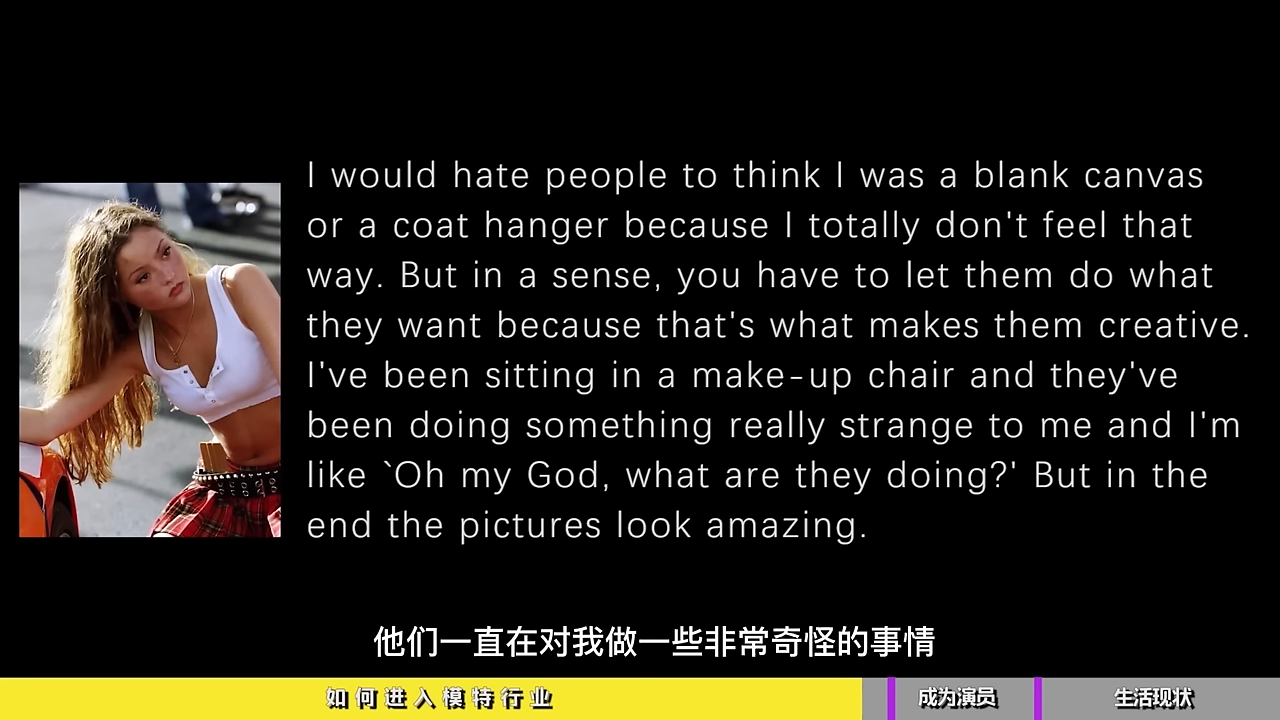 I would hate people to think I was a blank canvas
or a coat hanger because I totally don't feel that
way. But in a sense, you have to let them do what
they want because that's what makes them creative.
I've been sitting in a make-up chair and they've
been doing something really strange to me and I'm
like `Oh my God, what are they doing?' But in the
end the pictures look amazing.
他们一直在对我做一些非常奇怪的事情
如何进入模特行业 成为演员 生活现状